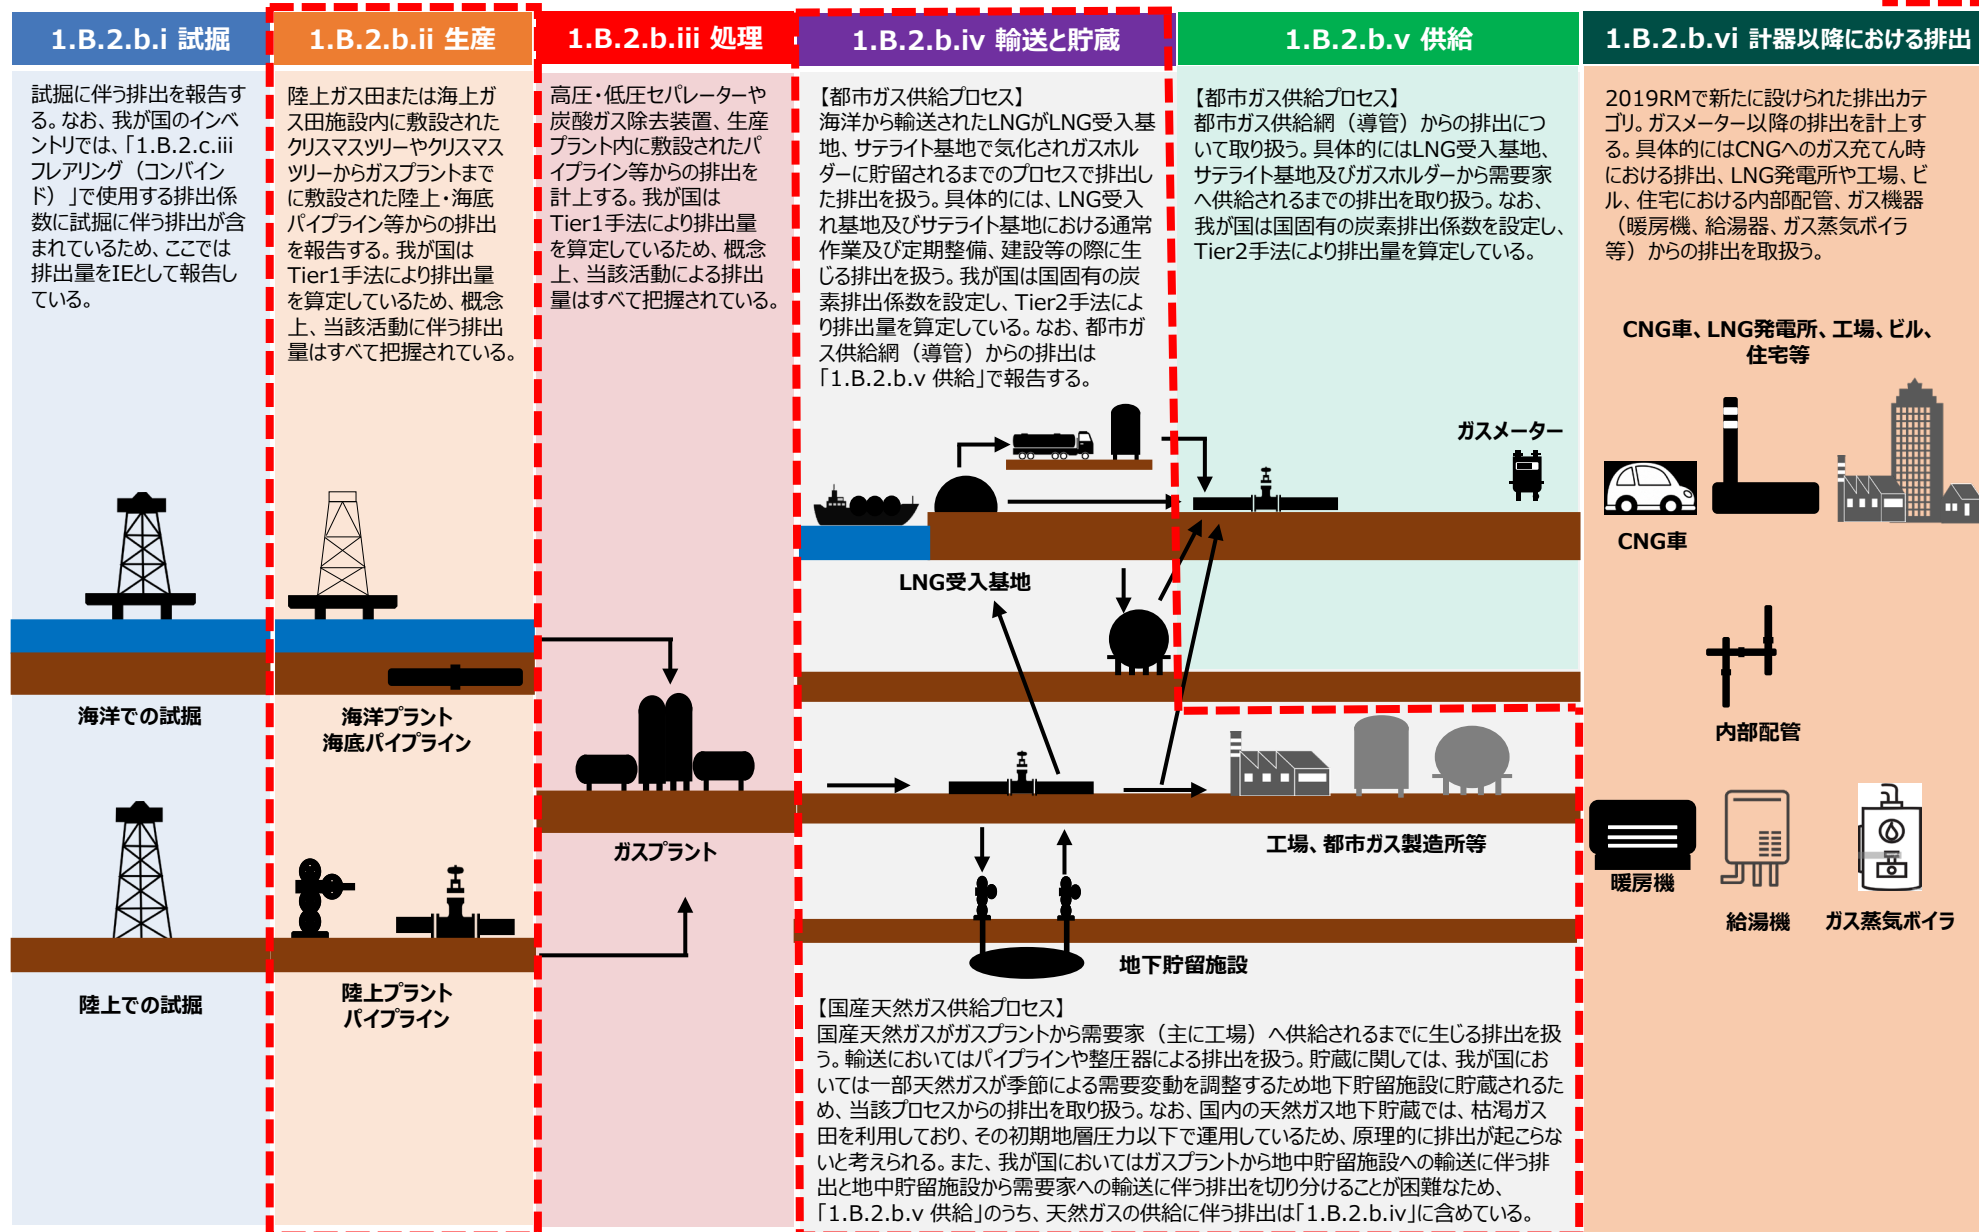 1.B.2.b.i 試掘
試掘に伴う排出を報告す
る。なお、我が国のインベ
ントリでは、「1.B.2.c.iii
フレアリング（コンバイン
ド）」で使用する排出係
数に試掘に伴う排出が含
まれているため、ここでは
排出量をIEとして報告し
ている。
海洋での試掘
陸上での試掘
1.B.2.b.ii 生産
陸上ガス田または海上ガ
ス田施設内に敷設された
クリスマスツリーやクリスマス
ツリーからガスプラントまで
に敷設された陸上・海底
パイプライン等からの排出
を報告する。我が国は
Tier1手法により排出量
を算定しているため、概念
上、当該活動に伴う排出
量はすべて把握されている。
海洋プラント
海底パイプライン
陸上プラント
パイプライン
1.B.2.b.iii 処理
高圧・低圧セパレーターや
炭酸ガス除去装置、生産
プラント内に敷設されたパ
イプライン等からの排出を
計上する。我が国は
Tier1手法により排出量
を算定しているため、概念
上、当該活動による排出
量はすべて把握されている。
ガスプラント
1.B.2.b.iv 輸送と貯蔵
【都市ガス供給プロセス】
海洋から輸送されたLNGがLNG受入基
地、サテライト基地で気化されガスホル
ダーに貯留されるまでのプロセスで排出し
た排出を扱う。具体的には、LNG受入
れ基地及びサテライト基地における通常
作業及び定期整備、建設等の際に生
じる排出を扱う。我が国は国固有の炭
素排出係数を設定し、Tier2手法によ
り排出量を算定している。なお、都市ガ
ス供給網（導管）からの排出は
「1.B.2.b.v 供給」で報告する。
LNG受入基地
1.B.2.b.v 供給
【都市ガス供給プロセス】
都市ガス供給網（導管）からの排出につ
いて取り扱う。具体的にはLNG受入基地、
サテライト基地及びガスホルダーから需要家
へ供給されるまでの排出を取り扱う。なお、
我が国は国固有の炭素排出係数を設定し、
Tier2手法により排出量を算定している。
ガスメーター
工場、都市ガス製造所等
地下貯留施設
【国産天然ガス供給プロセス】
国産天然ガスがガスプラントから需要家（主に工場）へ供給されるまでに生じる排出を扱
う。輸送においてはパイプラインや整圧器による排出を扱う。貯蔵に関しては、我が国にお
いては一部天然ガスが季節による需要変動を調整するため地下貯留施設に貯蔵されるた
め、当該プロセスからの排出を取り扱う。なお、国内の天然ガス地下貯蔵では、枯渇ガス
田を利用しており、その初期地層圧力以下で運用しているため、原理的に排出が起こらな
いと考えられる。また、我が国においてはガスプラントから地中貯留施設への輸送に伴う排
出と地中貯留施設から需要家への輸送に伴う排出を切り分けることが困難なため、
「1.B.2.b.v 供給」のうち、天然ガスの供給に伴う排出は「1.B.2.b.iv」に含めている。
1.B.2.b.vi 計器以降における排出
2019RMで新たに設けられた排出カテ
ゴリ。ガスメーター以降の排出を計上す
る。具体的にはCNGへのガス充てん時
における排出、LNG発電所や工場、ビ
ル、住宅における内部配管、ガス機器
（暖房機、給湯器、ガス蒸気ボイラ
等）からの排出を取扱う。
CNG車、LNG発電所、工場、ビル、
住宅等
CNG車
内部配管
暖房機
給湯機
ガス蒸気ボイラ